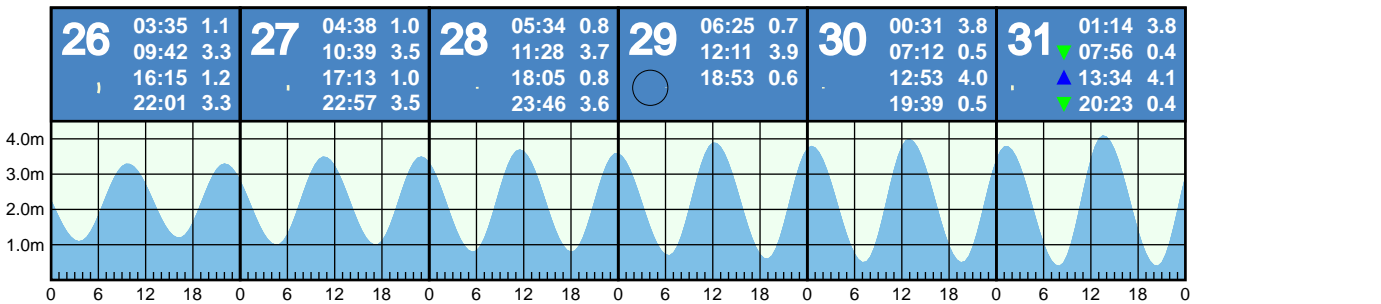 26 03:35 1.1 27 04:38 1.0 28 05:34 0.8 29 06:25 0.7 30 00:31 3.8 31 01:14 3.8
09:42 3.3 10:39 3.5 11:28 3.7 12:11 3.9 07:12 0.5 07:56 0.4
16:15 1.2 17:13 1.0 18:05 0.8 18:53 0.6 12:53 4.0 13:34 4.1
22:01 3.3 22:57 3.5 23:46 3.6 19:39 0.5 20:23 0.4
4.0m
3.0m
2.0m
1.0m
0 6 12 18 0 6 12 18 0 6 12 18 0 6 12 18 0 6 12 18 0 6 12 18 0